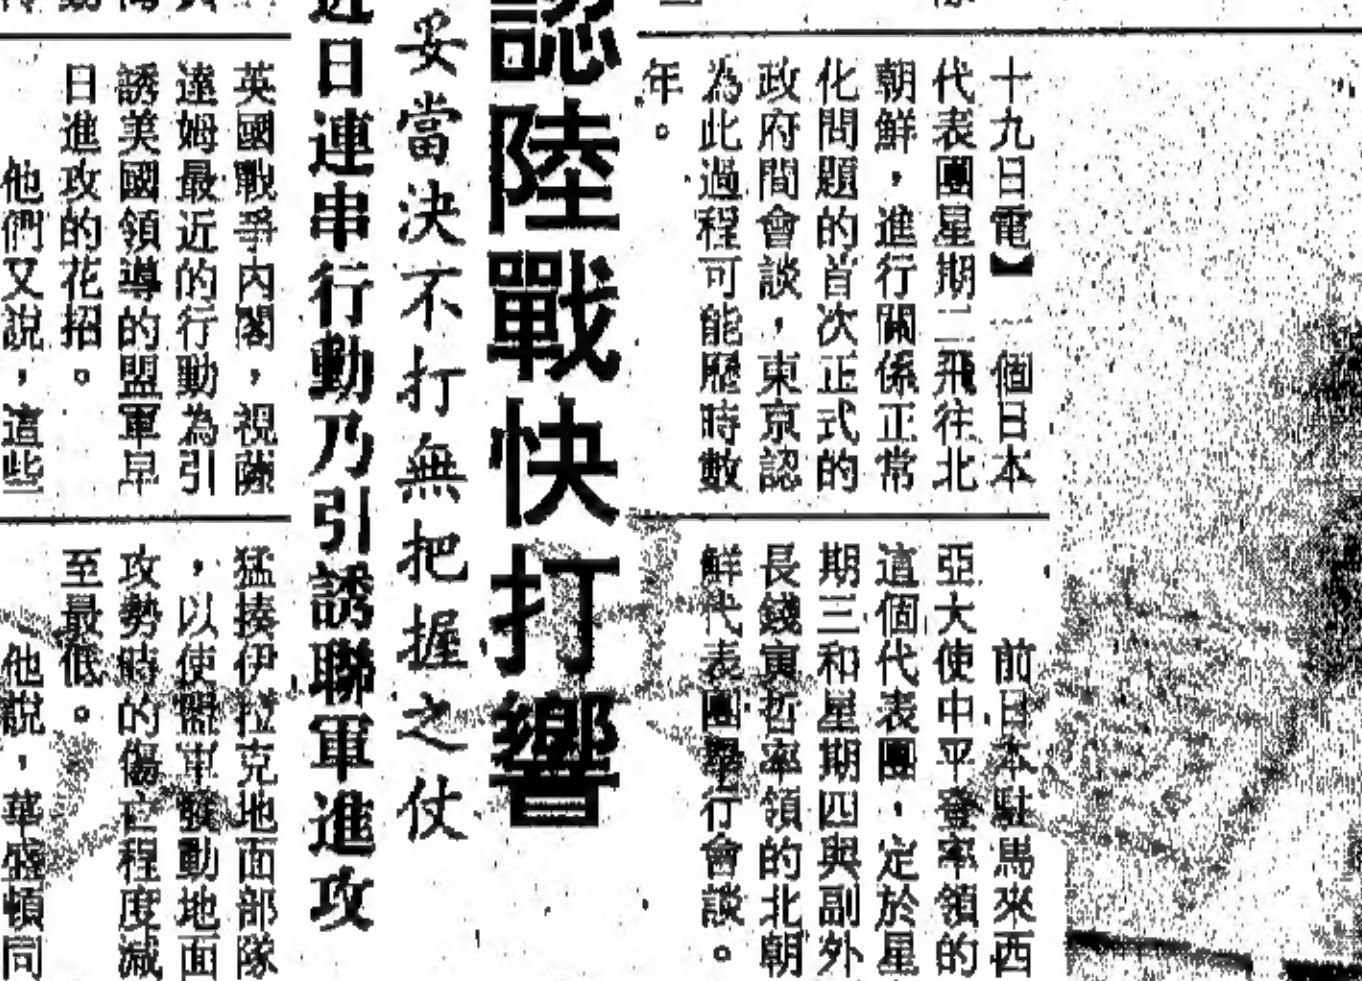 十九日電】一個日本
代表團星期二飛往北
朝鮮，進行關係正常
化問題的首次正式的
政府間會談，東京認
為此過程可能歷時數
年。
前日本駐馬來西
亞大使中平登率領的
這個代表團，定於星
期三和星期四與副外
長錢寅哲率領的北朝
鮮代表團舉行會談。
認陸戰快打響
妥當決不打無把握之仗
近日連串行動乃引誘聯軍進攻
英國戰爭內閣，視薩
達姆最近的行動為引
誘美國領導的盟軍早
日進攻的花招。
他們又說，這些
猛揍伊拉克地面部隊
，以使盟軍發動地面
攻勢時的傷亡程度減
至最低。
他說，華盛頓同